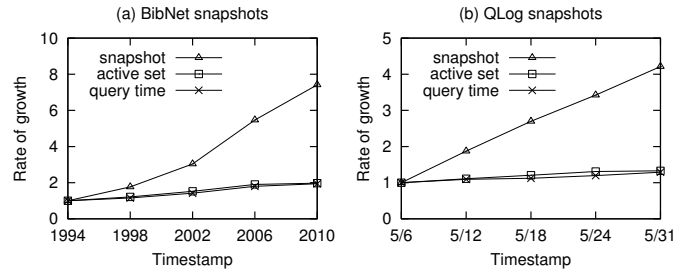 (a) BibNet snapshots
Rate of growth
10
8
6
4
2
0
snapshot
active set
query time
1994 1998 2002 2006 2010
Timestamp
(b) QLog snapshots
Rate of growth
5
4
3
2
1
0
snapshot
active set
query time
5/6 5/12 5/18 5/24 5/31
Timestamp